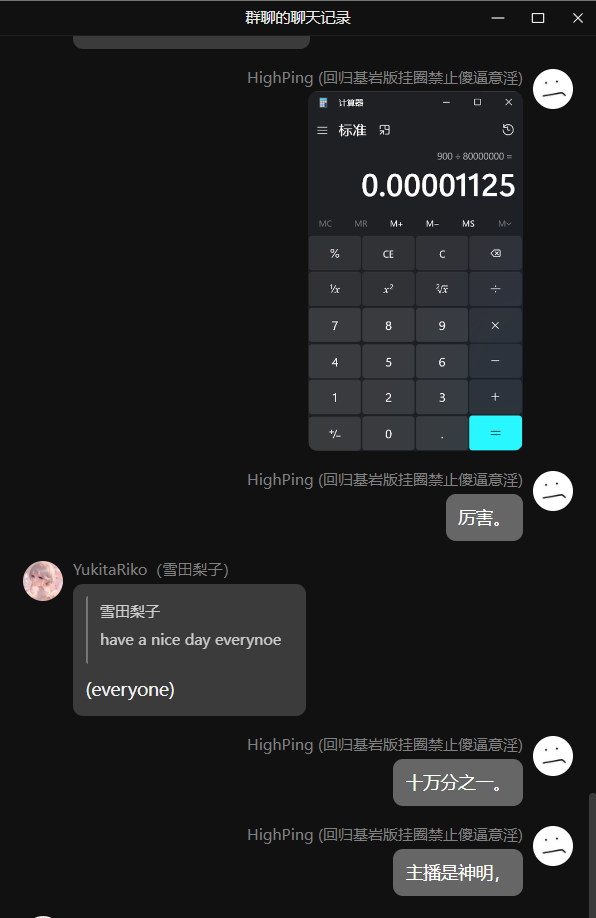 群聊的聊天记录
HighPing (回归基岩版挂圈禁止傻逼意淫)
计算器
标准
900 ÷ 80000000 =
0.00001125
MC MR M+ M− MS M˅
% CE C
¹/x x² ²√x ÷
7 8 9 ×
4 5 6 −
1 2 3 +
+/− 0 . =
HighPing (回归基岩版挂圈禁止傻逼意淫)
厉害。
YukitaRiko（雪田梨子）
雪田梨子
have a nice day everynoe
(everyone)
HighPing (回归基岩版挂圈禁止傻逼意淫)
十万分之一。
HighPing (回归基岩版挂圈禁止傻逼意淫)
主播是神明，